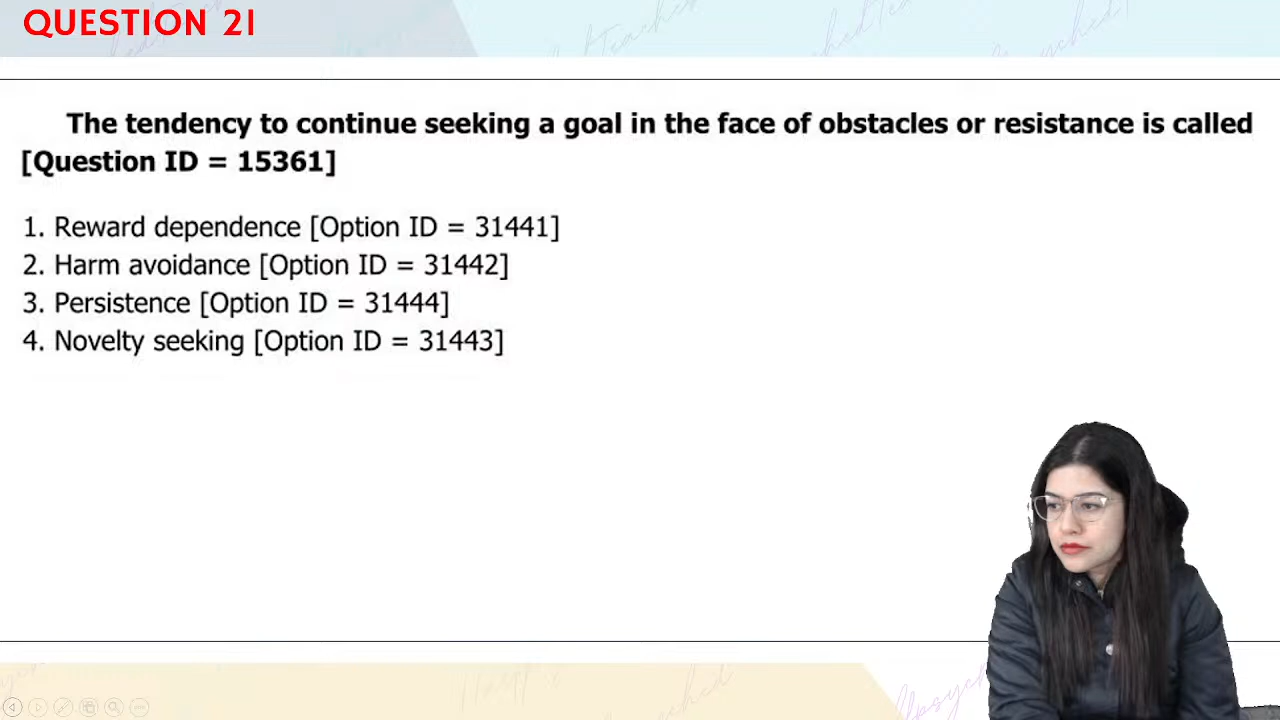 QUESTION 21
The tendency to continue seeking a goal in the face of obstacles or resistance is called
[Question ID = 15361]
1. Reward dependence [Option ID = 31441]
2. Harm avoidance [Option ID = 31442]
3. Persistence [Option ID = 31444]
4. Novelty seeking [Option ID = 31443]